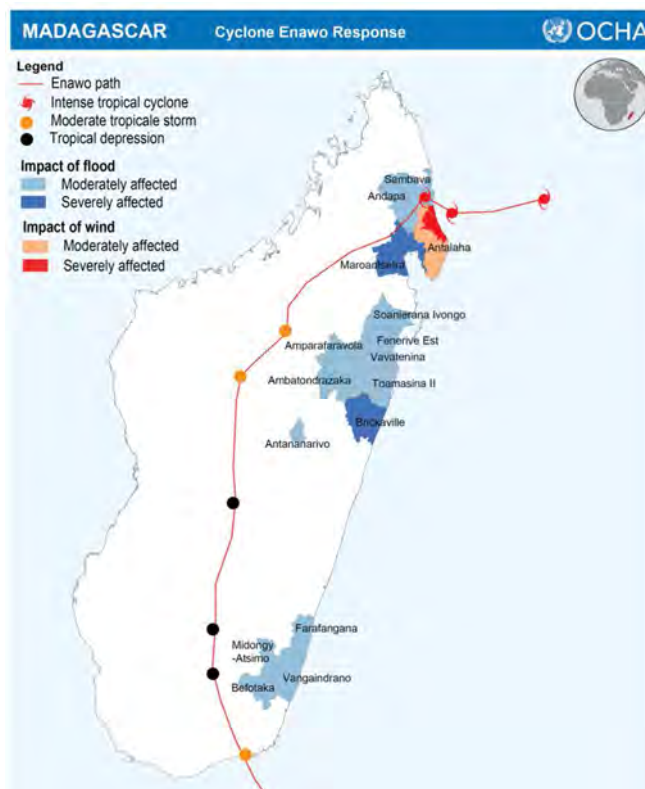 MADAGASCAR Cyclone Enawo Response OCHA
Legend
Enawo path
Intense tropical cyclone
Moderate tropicale storm
Tropical depression
Impact of flood
Moderately affected
Severely affected
Impact of wind
Moderately affected
Severely affected
Sambava
Andapa
Antalaha
Maroantsetra
Soanierana Ivongo
Fenerive Est
Amparafaravola
Vavatenina
Ambatondrazaka
Toamasina II
Brickaville
Antananarivo
Farafangana
Midongy
-Atsimo
Vangaindrano
Befotaka